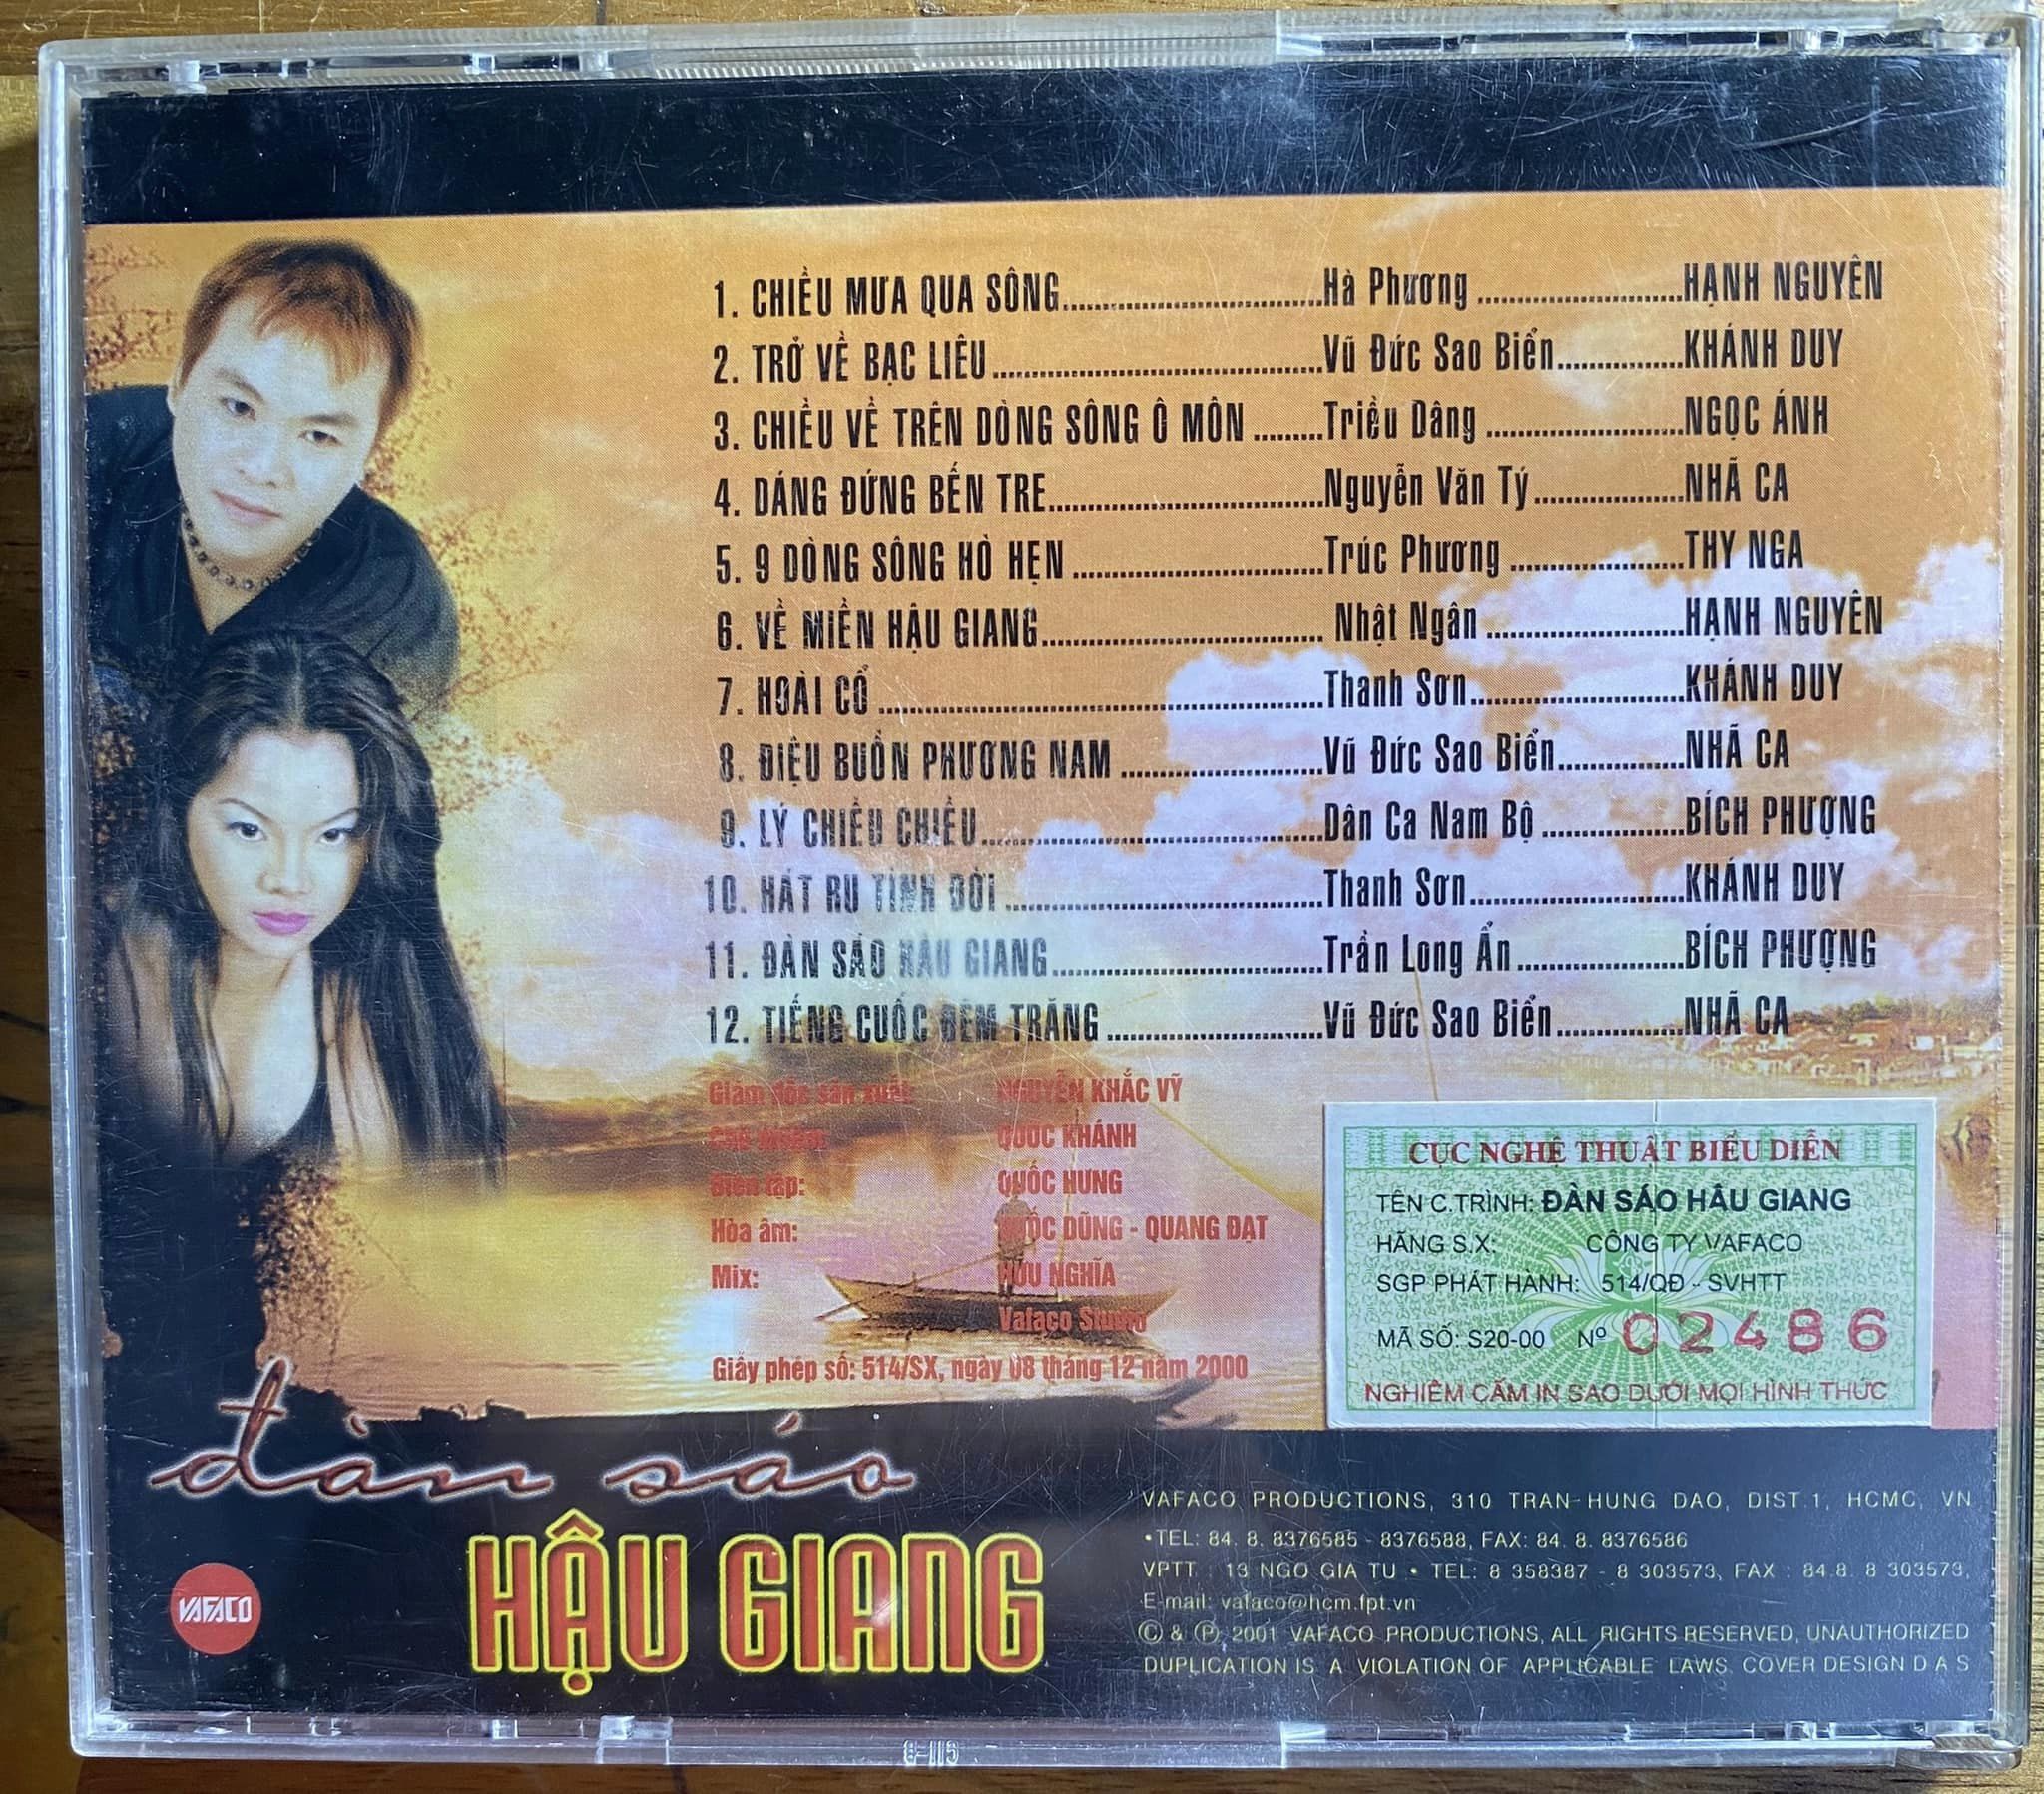 1. CHIỀU MƯA QUA SÔNG........Hà Phương........HẠNH NGUYÊN
2. TRỞ VỀ BẠC LIÊU........Vũ Đức Sao Biển........KHÁNH DUY
3. CHIỀU VỀ TRÊN DÒNG SÔNG Ô MÔN........Triều Dâng........NGỌC ÁNH
4. DÁNG ĐỨNG BẾN TRE........Nguyễn Văn Tý........NHÃ CA
5. 9 DÒNG SÔNG HÒ HẸN........Trúc Phương........THY NGA
6. VỀ MIỀN HẬU GIANG........Nhật Ngân........HẠNH NGUYÊN
7. HOÀI CỔ........Thanh Sơn........KHÁNH DUY
8. ĐIỆU BUỒN PHƯƠNG NAM........Vũ Đức Sao Biển........NHÃ CA
9. LÝ CHIỀU CHIỀU........Dân Ca Nam Bộ........BÍCH PHƯỢNG
10. HÁT RU TÌNH ĐỜI........Thanh Sơn........KHÁNH DUY
11. ĐÀN SÁO HẬU GIANG........Trần Long Ẩn........BÍCH PHƯỢNG
12. TIẾNG CUỐC ĐÊM TRĂNG........Vũ Đức Sao Biển........NHÃ CA
Giám đốc sản xuất: NGUYỄN KHẮC VỸ
QUỐC KHÁNH
Biên tập: QUỐC HƯNG
Hòa âm: QUỐC DŨNG - QUANG ĐẠT
Mix: HỮU NGHĨA
Vafaco Studio
Giấy phép số: 514/SX, ngày 08 tháng 12 năm 2000
CỤC NGHỆ THUẬT BIỂU DIỄN
TÊN C.TRÌNH: ĐÀN SÁO HẬU GIANG
HÃNG S.X: CÔNG TY VAFACO
SGP PHÁT HÀNH: 514/QĐ - SVHTT
MÃ SỐ: S20-00 Nº 02486
NGHIÊM CẤM IN SAO DƯỚI MỌI HÌNH THỨC
đàn sáo
HẬU GIANG
VAFACO
VAFACO PRODUCTIONS, 310 TRAN HUNG DAO, DIST.1, HCMC, VN
• TEL: 84. 8. 8376585 - 8376588, FAX: 84. 8. 8376586
VPTT : 13 NGO GIA TU • TEL: 8 358387 - 8 303573, FAX : 84.8. 8 303573,
E-mail: vafaco@hcm.fpt.vn
© & ℗ 2001 VAFACO PRODUCTIONS, ALL RIGHTS RESERVED, UNAUTHORIZED
DUPLICATION IS A VIOLATION OF APPLICABLE LAWS. COVER DESIGN D A S